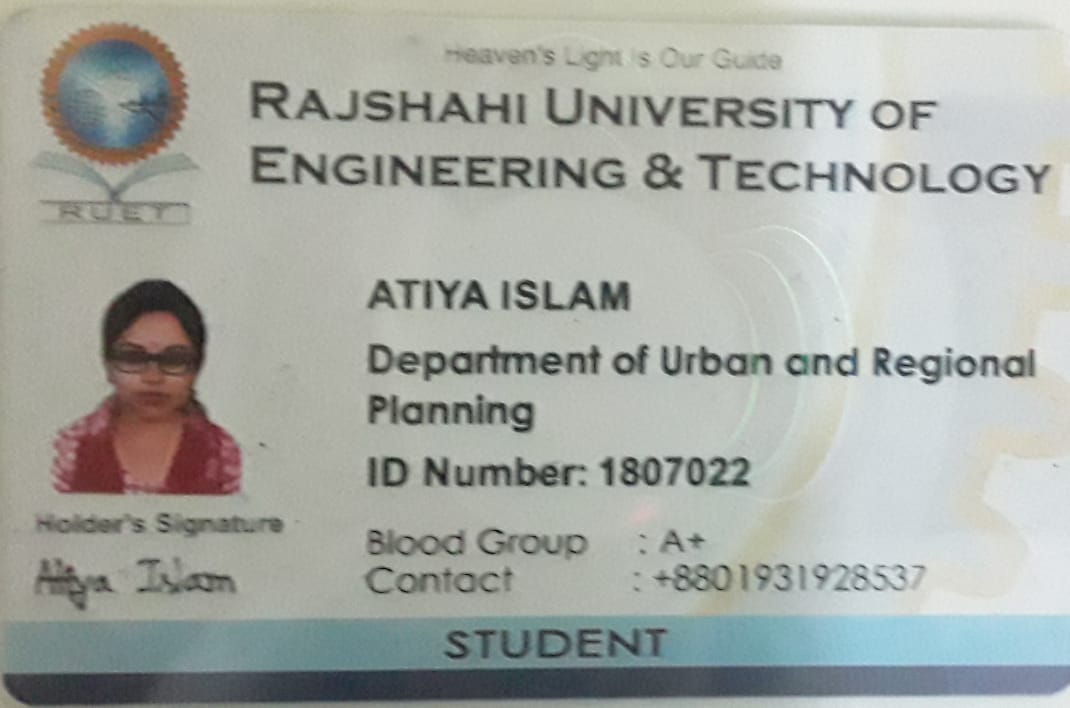 Heaven's Light Is Our Guide
RAJSHAHI UNIVERSITY OF
ENGINEERING & TECHNOLOGY
RUET
ATIYA ISLAM
Department of Urban and Regional
Planning
ID Number: 1807022
Holder's Signature
Atiya Islam
Blood Group : A+
Contact : +8801931928537
STUDENT